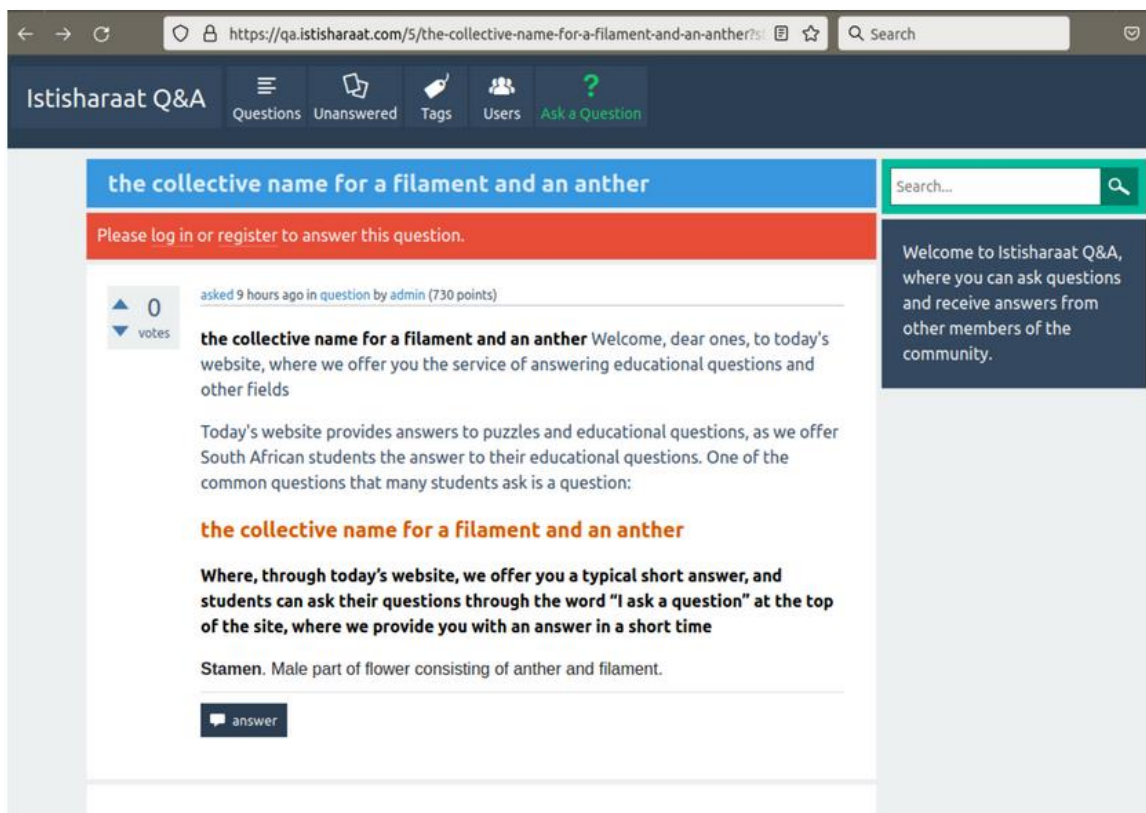 https://qa.istisharaat.com/5/the-collective-name-for-a-filament-and-an-anther?s
Search
Istisharaat Q&A
Questions
Unanswered
Tags
Users
Ask a Question
the collective name for a filament and an anther
Please log in or register to answer this question.
0
votes
asked 9 hours ago in question by admin (730 points)
the collective name for a filament and an anther Welcome, dear ones, to today's
website, where we offer you the service of answering educational questions and
other fields
Today's website provides answers to puzzles and educational questions, as we offer
South African students the answer to their educational questions. One of the
common questions that many students ask is a question:
the collective name for a filament and an anther
Where, through today’s website, we offer you a typical short answer, and
students can ask their questions through the word “I ask a question” at the top
of the site, where we provide you with an answer in a short time
Stamen. Male part of flower consisting of anther and filament.
answer
Search...
Welcome to Istisharaat Q&A,
where you can ask questions
and receive answers from
other members of the
community.